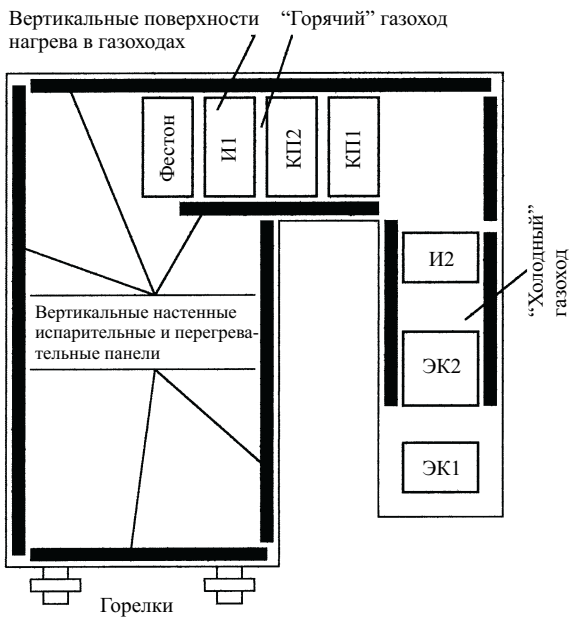 Вертикальные поверхности
нагрева в газоходах
“Горячий” газоход
Фестон
И1
КП2
КП1
“Холодный”
газоход
И2
Вертикальные настенные
испарительные и перегрева-
тельные панели
ЭК2
ЭК1
Горелки